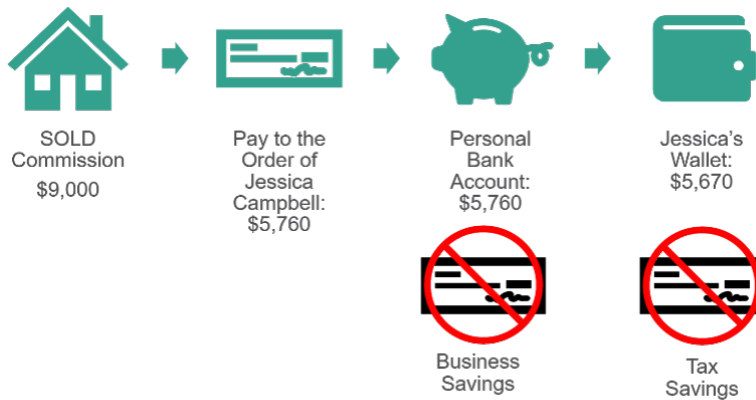 SOLD
Commission
$9,000
Pay to the
Order of
Jessica
Campbell:
$5,760
Personal
Bank
Account:
$5,760
Jessica's
Wallet:
$5,670
Business
Savings
Tax
Savings